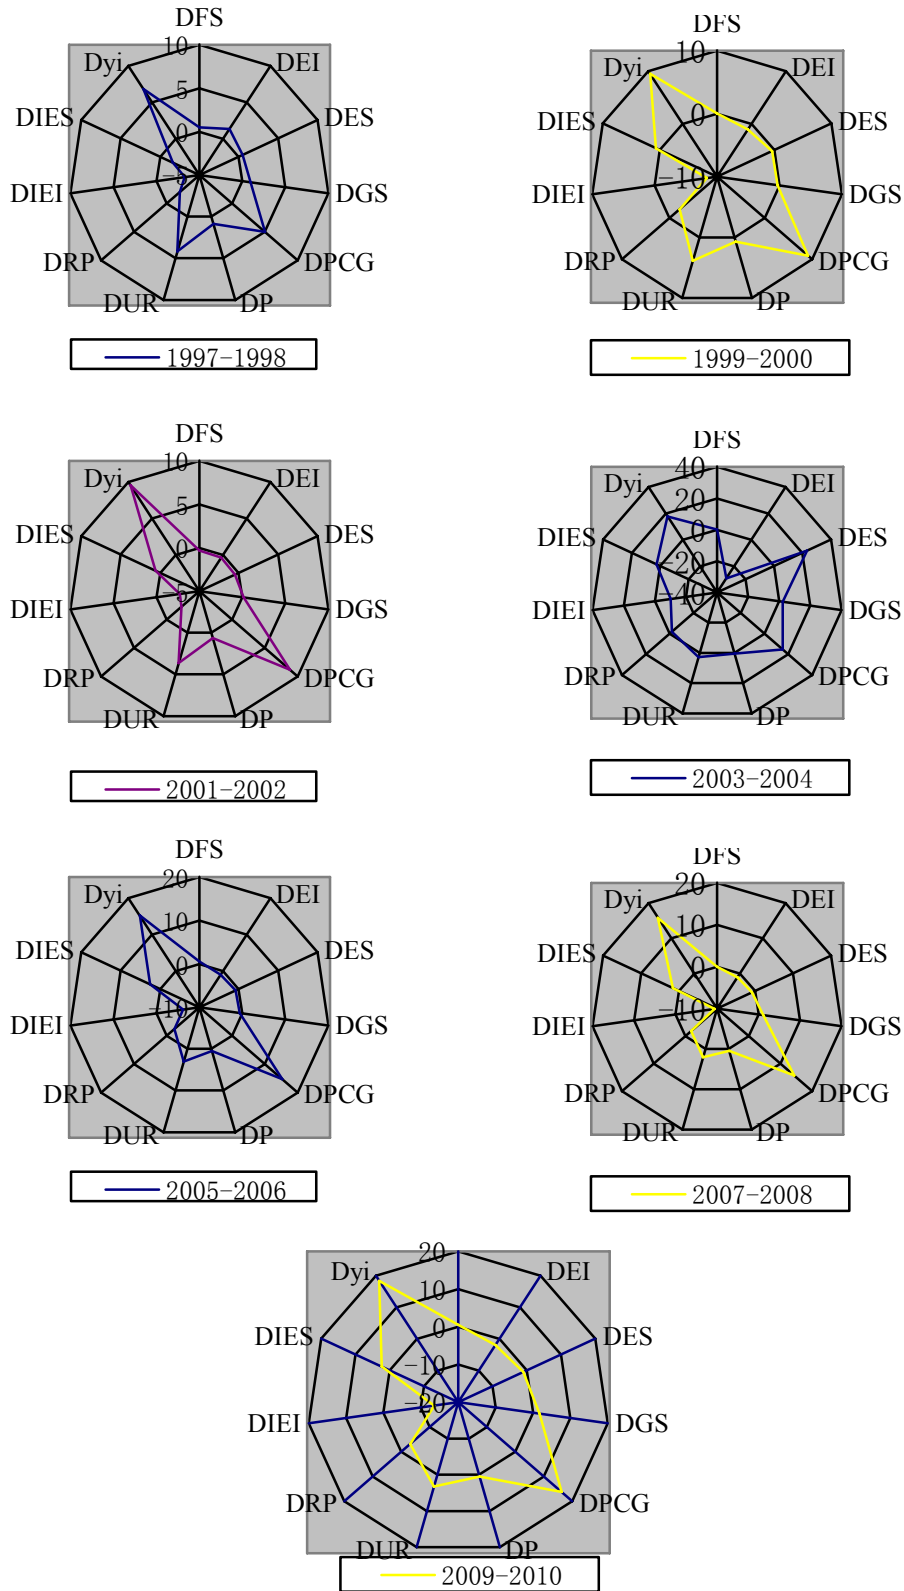 DFS
DFS
10
10
Dyi
DEI
Dyi
DEI
5
DIES
DES
DIES
0
DES
0
DIEI
-5
DGS
DIEI
-10
DGS
DRP
DPCG
DRP
DPCG
DUR
DP
DUR
DP
1997-1998
1999-2000
DFS
DFS
10
40
Dyi
DEI
Dyi
DEI
5
20
DIES
DES
DIES
0
DES
0
-20
DIEI
-5
DGS
DIEI
-40
DGS
DRP
DPCG
DRP
DPCG
DUR
DP
DUR
DP
2001-2002
2003-2004
DFS
DFS
20
20
Dyi
DEI
Dyi
DEI
10
10
DIES
DES
DIES
DES
0
0
DIEI
-10
DGS
DIEI
-10
DGS
DRP
DPCG
DRP
DPCG
DUR
DP
DUR
DP
2005-2006
2007-2008
20
Dyi
DEI
10
DIES
0
DES
-10
DIEI
-20
DGS
DRP
DPCG
DUR
DP
2009-2010